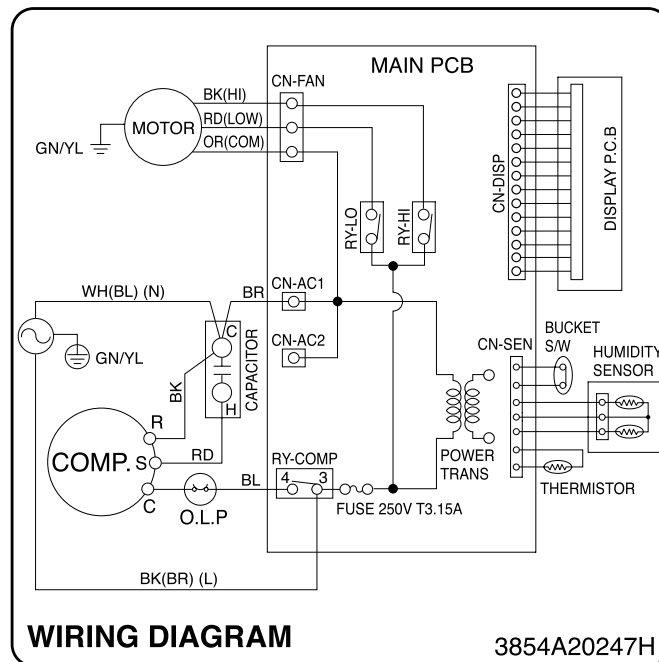 MAIN PCB
CN-FAN
BK(HI)
RD(LOW)
OR(COM)
MOTOR
GN/YL
CN-DISP
DISPLAY P.C.B
RY-LO
RY-HI
WH(BL) (N)
BR
CN-AC1
CN-AC2
GN/YL
C
H
CAPACITOR
BK
CN-SEN
BUCKET
S/W
HUMIDITY
SENSOR
R
COMP.
S
RD
C
O.L.P
BL
RY-COMP
4 3
FUSE 250V T3.15A
POWER
TRANS
THERMISTOR
BK(BR) (L)
WIRING DIAGRAM
3854A20247H